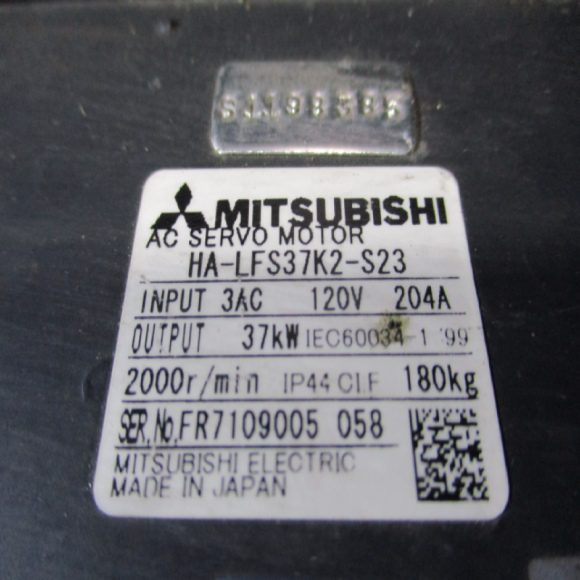 MITSUBISHI
AC SERVO MOTOR
HA-LFS37K2-S23
INPUT 3AC 120V 204A
OUTPUT 37kW IEC60034-1 '99
2000r/min IP44 CI.F 180kg
SER.No.FR7109005 058
MITSUBISHI ELECTRIC
MADE IN JAPAN